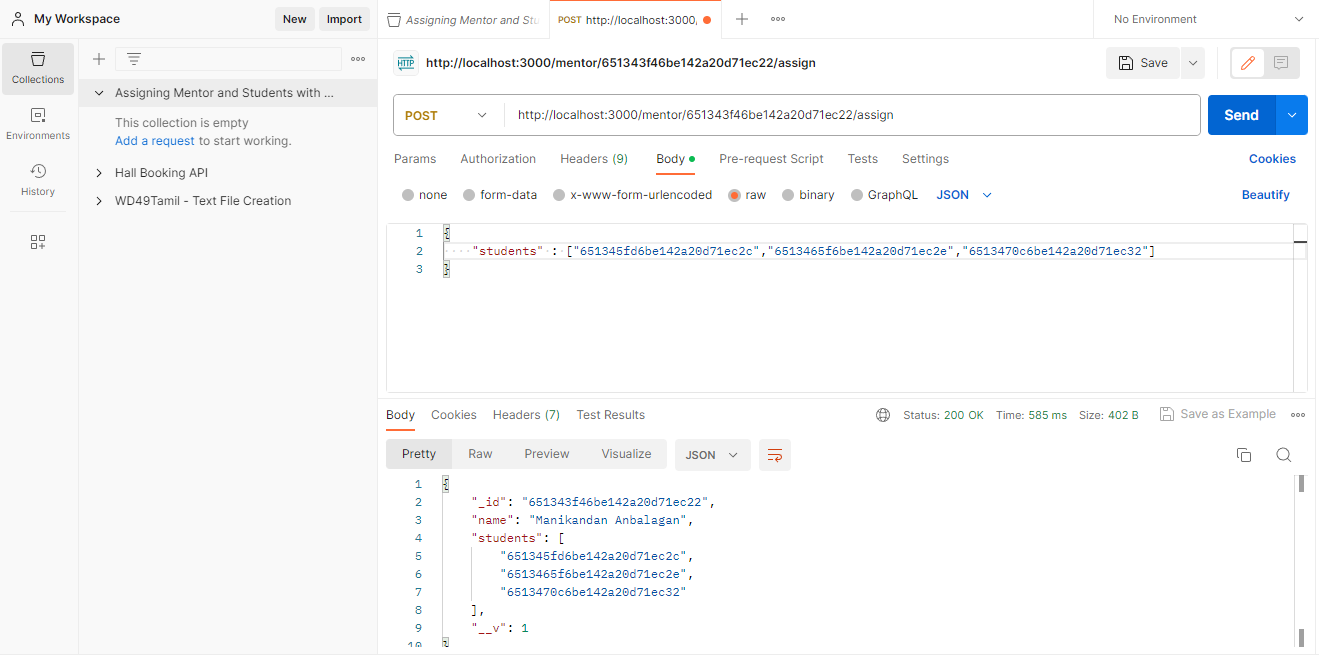 My Workspace New Import
Assigning Mentor and Stu
POST http://localhost:3000,
No Environment
Collections
Environments
History
Assigning Mentor and Students with ...
This collection is empty
Add a request to start working.
Hall Booking API
WD49Tamil - Text File Creation
HTTP http://localhost:3000/mentor/651343f46be142a20d71ec22/assign
Save
POST http://localhost:3000/mentor/651343f46be142a20d71ec22/assign Send
Params Authorization Headers (9) Body Pre-request Script Tests Settings Cookies
none form-data x-www-form-urlencoded raw binary GraphQL JSON Beautify
1 {
2 "students" : ["651345fd6be142a20d71ec2c","6513465f6be142a20d71ec2e","6513470c6be142a20d71ec32"]
3 }
Body Cookies Headers (7) Test Results Status: 200 OK Time: 585 ms Size: 402 B Save as Example
Pretty Raw Preview Visualize JSON
1 {
2 "_id": "651343f46be142a20d71ec22",
3 "name": "Manikandan Anbalagan",
4 "students": [
5 "651345fd6be142a20d71ec2c",
6 "6513465f6be142a20d71ec2e",
7 "6513470c6be142a20d71ec32"
8 ],
9 "__v": 1
10 }